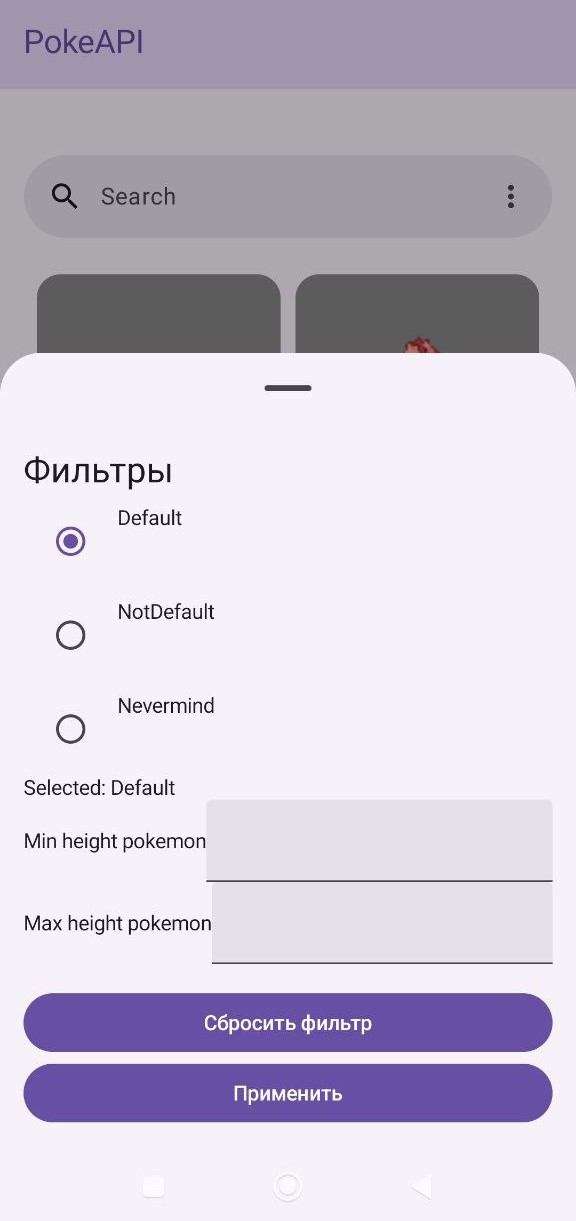 PokeAPI
Search
Фильтры
Default
NotDefault
Nevermind
Selected: Default
Min height pokemon
Max height pokemon
Сбросить фильтр
Применить